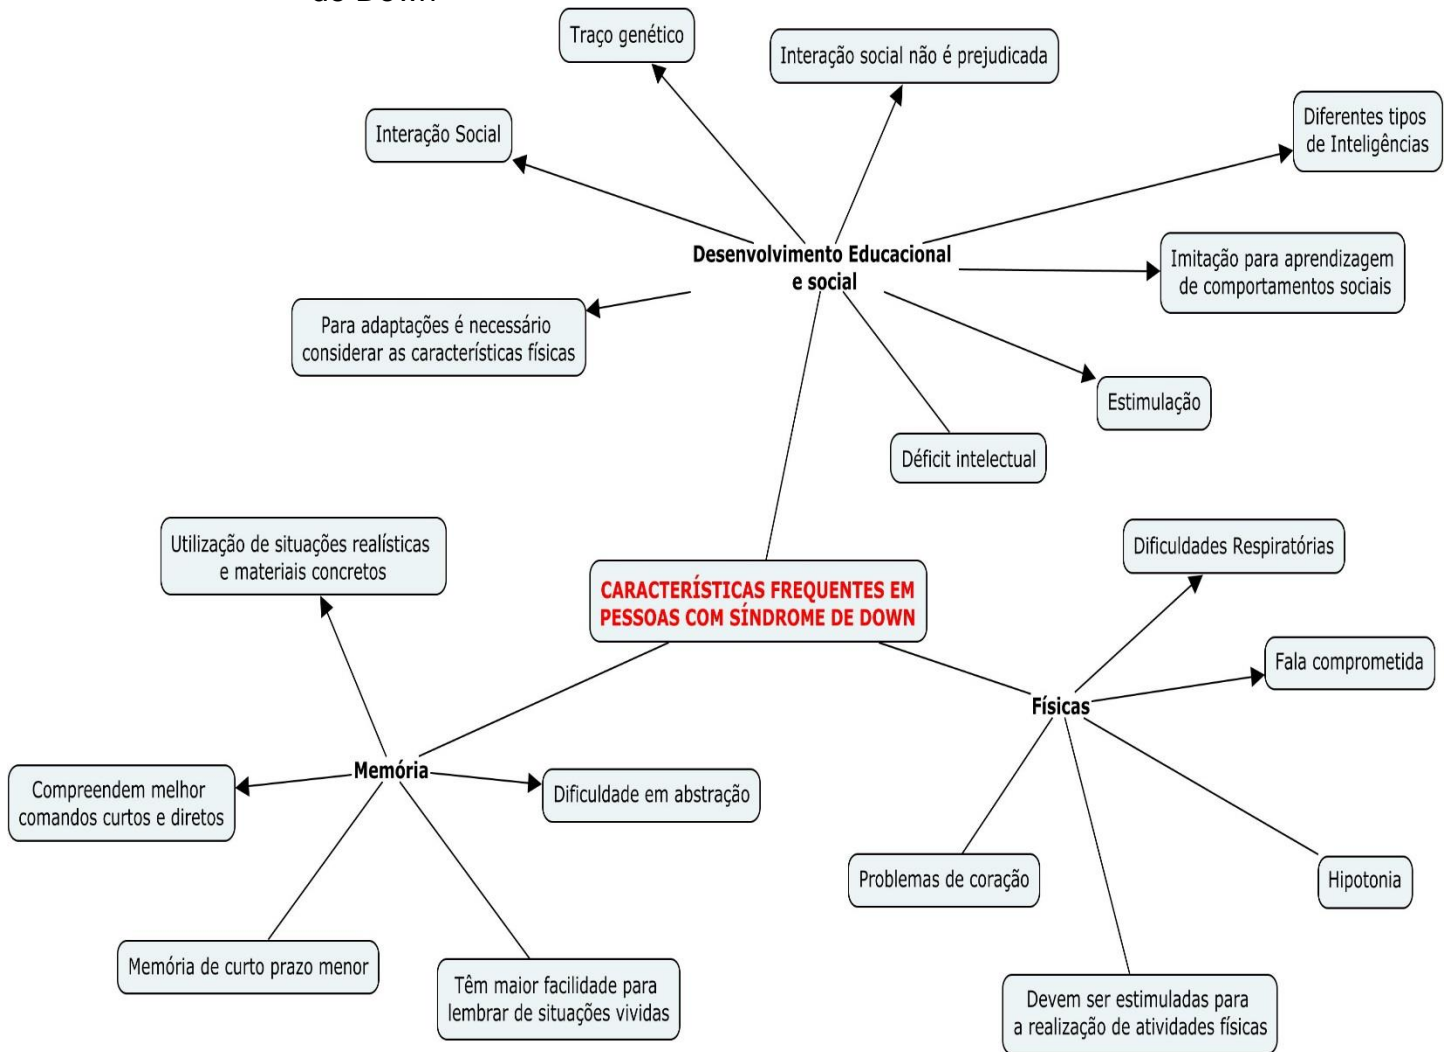 de Down
Traço genético
Interação social não é prejudicada
Interação Social
Diferentes tipos
de Inteligências
Desenvolvimento Educacional
e social
Imitação para aprendizagem
de comportamentos sociais
Para adaptações é necessário
considerar as características físicas
Estimulação
Déficit intelectual
Utilização de situações realísticas
e materiais concretos
Dificuldades Respiratórias
CARACTERÍSTICAS FREQUENTES EM
PESSOAS COM SÍNDROME DE DOWN
Fala comprometida
Físicas
Memória
Compreendem melhor
comandos curtos e diretos
Dificuldade em abstração
Problemas de coração
Hipotonia
Memória de curto prazo menor
Têm maior facilidade para
lembrar de situações vividas
Devem ser estimuladas para
a realização de atividades físicas